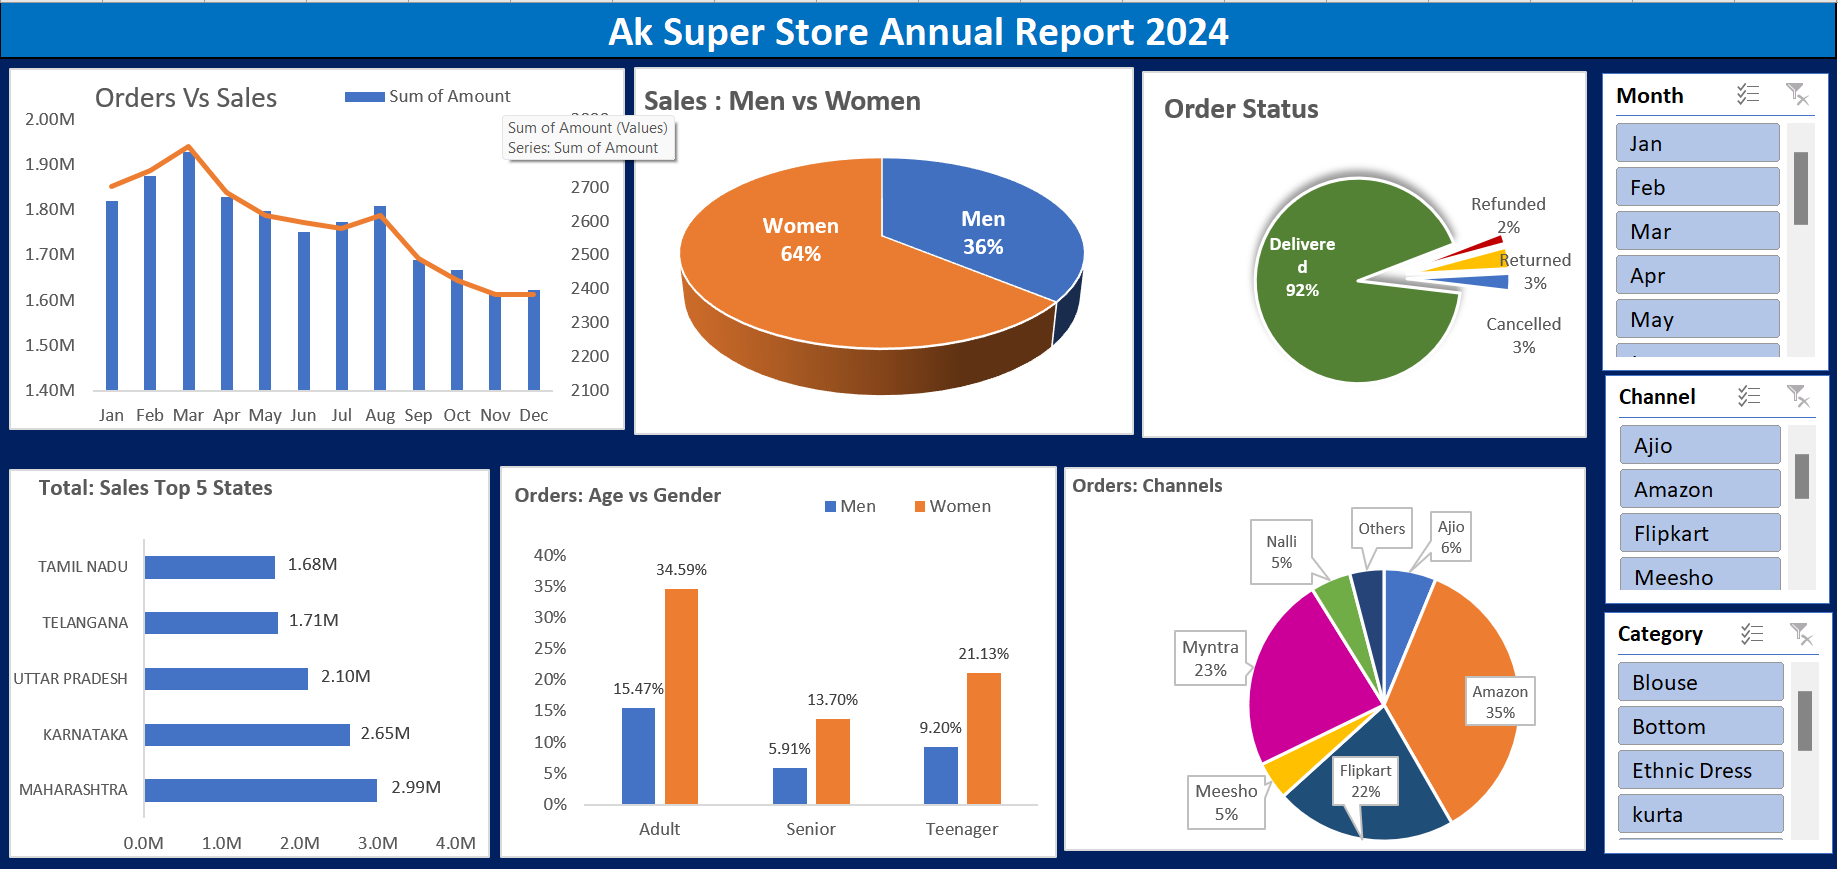 Ak Super Store Annual Report 2024
Orders Vs Sales
Sum of Amount
2.00M
1.90M
1.80M
1.70M
1.60M
1.50M
1.40M
Sum of Amount (Values)
Series: Sum of Amount
2700
2600
2500
2400
2300
2200
2100
Jan Feb Mar Apr May Jun Jul Aug Sep Oct Nov Dec
Sales : Men vs Women
Women
64%
Men
36%
Order Status
Delivere
d
92%
Refunded
2%
Returned
3%
Cancelled
3%
Month
Jan
Feb
Mar
Apr
May
Channel
Ajio
Amazon
Flipkart
Meesho
Category
Blouse
Bottom
Ethnic Dress
kurta
Total: Sales Top 5 States
TAMIL NADU 1.68M
TELANGANA 1.71M
UTTAR PRADESH 2.10M
KARNATAKA 2.65M
MAHARASHTRA 2.99M
0.0M 1.0M 2.0M 3.0M 4.0M
Orders: Age vs Gender
Men Women
40%
35%
30%
25%
20%
15%
10%
5%
0%
15.47% 34.59%
5.91% 13.70%
9.20% 21.13%
Adult Senior Teenager
Orders: Channels
Nalli
5%
Others
Ajio
6%
Myntra
23%
Amazon
35%
Flipkart
22%
Meesho
5%